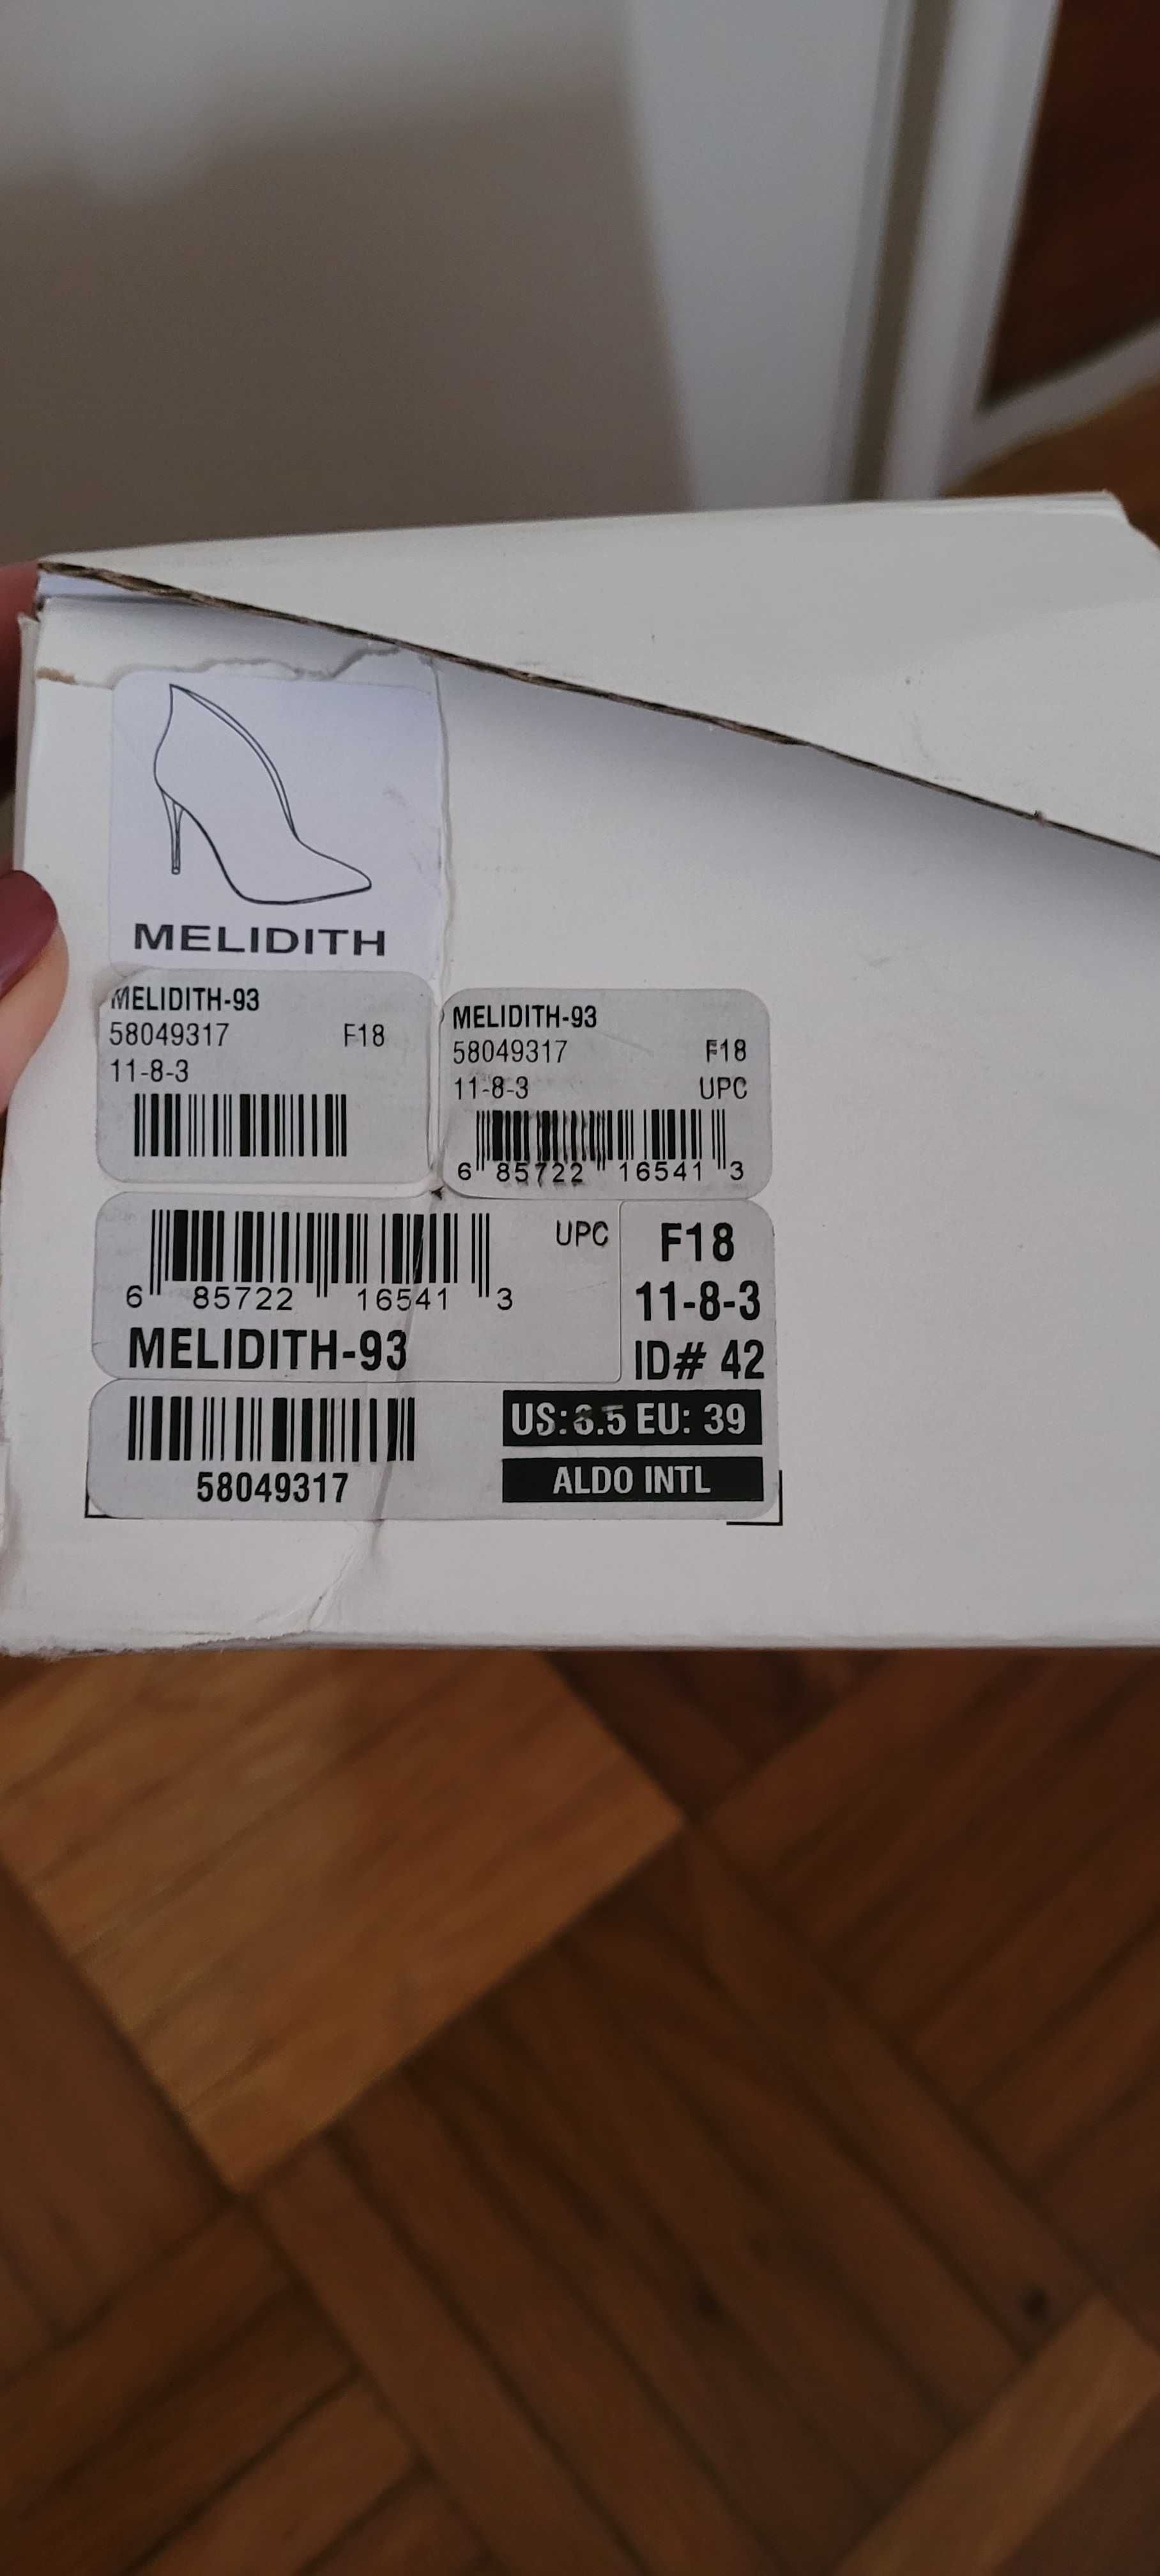 MELIDITH
MELIDITH-93
58049317 F18
11-8-3
MELIDITH-93
58049317 F18
11-8-3 UPC
6 85722 16541 3
UPC
6 85722 16541 3
MELIDITH-93
F18
11-8-3
ID# 42
58049317
US: EU: 39
ALDO INTL